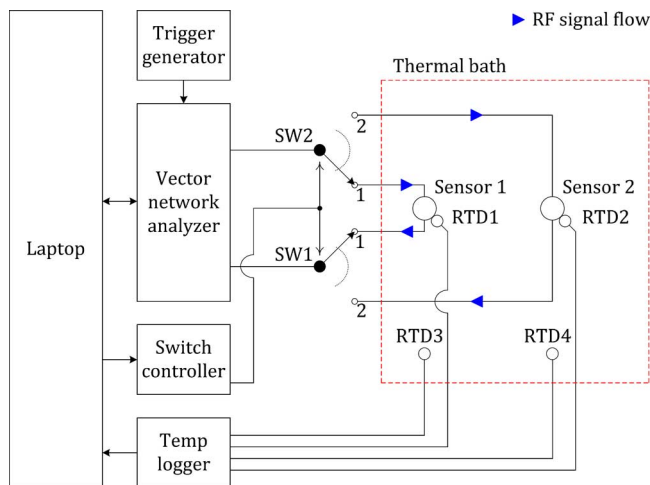 RF signal flow
Trigger
generator
Thermal bath
2
SW2
Sensor 1
Sensor 2
Vector
network
analyzer
1
RTD1
RTD2
Laptop
1
SW1
2
Switch
controller
RTD3
RTD4
Temp
logger